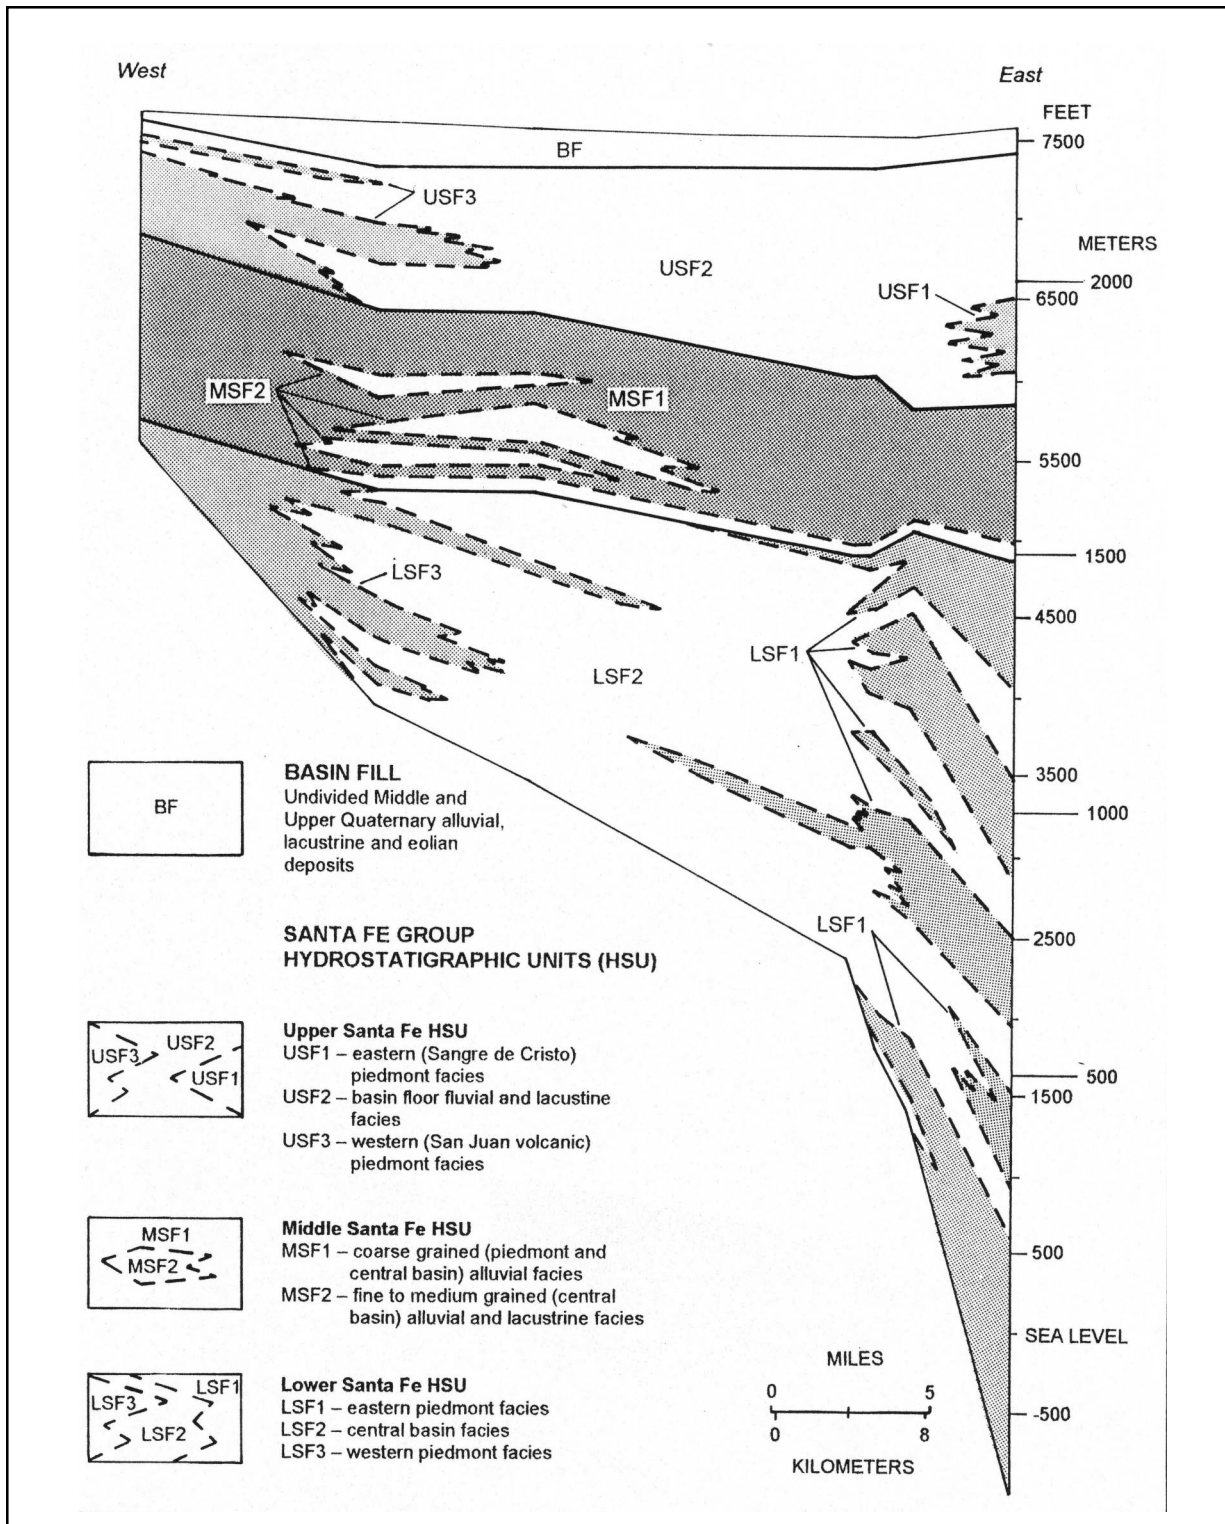 West
East
FEET
7500
BF
USF3
METERS
USF2
2000
USF1
6500
MSF2
MSF1
5500
1500
LSF3
4500
LSF1
LSF2
3500
1000
BF
BASIN FILL
Undivided Middle and
Upper Quaternary alluvial,
lacustrine and eolian
deposits
LSF1
2500
SANTA FE GROUP
HYDROSTATIGRAPHIC UNITS (HSU)
USF3
USF2
USF1
Upper Santa Fe HSU
USF1 – eastern (Sangre de Cristo)
piedmont facies
USF2 – basin floor fluvial and lacustine
facies
USF3 – western (San Juan volcanic)
piedmont facies
500
1500
MSF1
MSF2
Middle Santa Fe HSU
MSF1 – coarse grained (piedmont and
central basin) alluvial facies
MSF2 – fine to medium grained (central
basin) alluvial and lacustrine facies
500
SEA LEVEL
LSF3
LSF1
LSF2
Lower Santa Fe HSU
LSF1 – eastern piedmont facies
LSF2 – central basin facies
LSF3 – western piedmont facies
MILES
0 5
0 8
KILOMETERS
-500